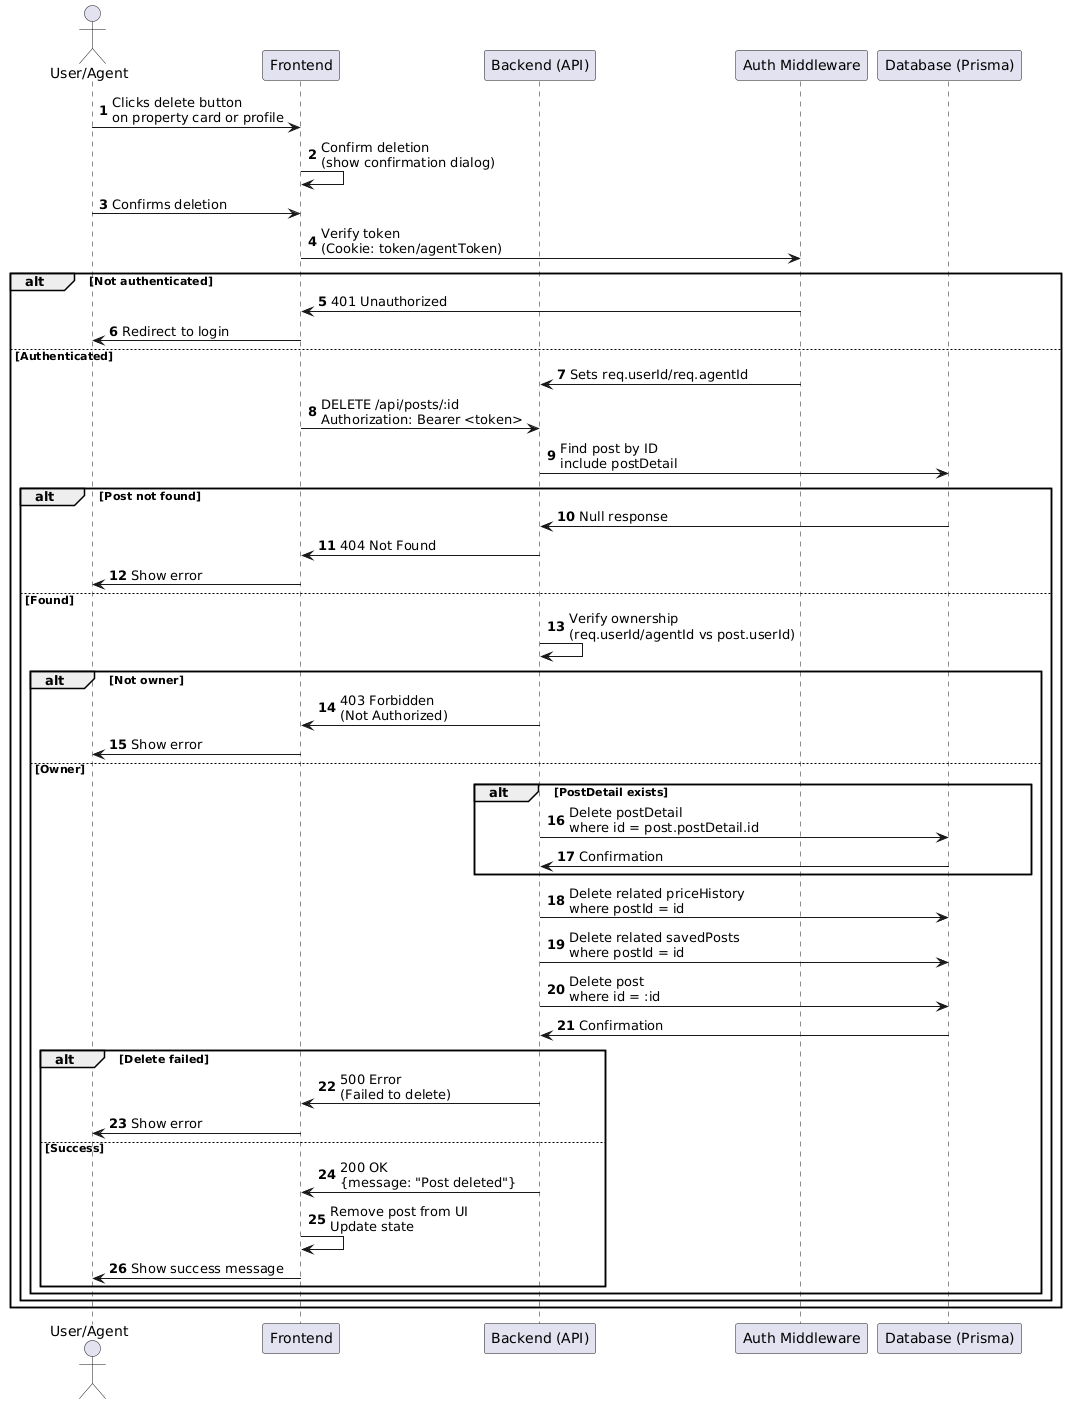 User/Agent
Frontend
Backend (API)
Auth Middleware
Database (Prisma)
1 Clicks delete button
on property card or profile
2 Confirm deletion
(show confirmation dialog)
3 Confirms deletion
4 Verify token
(Cookie: token/agentToken)
alt [Not authenticated]
5 401 Unauthorized
6 Redirect to login
[Authenticated]
7 Sets req.userId/req.agentId
8 DELETE /api/posts/:id
Authorization: Bearer <token>
9 Find post by ID
include postDetail
alt [Post not found]
10 Null response
11 404 Not Found
12 Show error
[Found]
13 Verify ownership
(req.userId/agentId vs post.userId)
alt [Not owner]
14 403 Forbidden
(Not Authorized)
15 Show error
[Owner]
alt [PostDetail exists]
16 Delete postDetail
where id = post.postDetail.id
17 Confirmation
18 Delete related priceHistory
where postId = id
19 Delete related savedPosts
where postId = id
20 Delete post
where id = :id
21 Confirmation
alt [Delete failed]
22 500 Error
(Failed to delete)
23 Show error
[Success]
24 200 OK
{message: "Post deleted"}
25 Remove post from UI
Update state
26 Show success message
User/Agent
Frontend
Backend (API)
Auth Middleware
Database (Prisma)